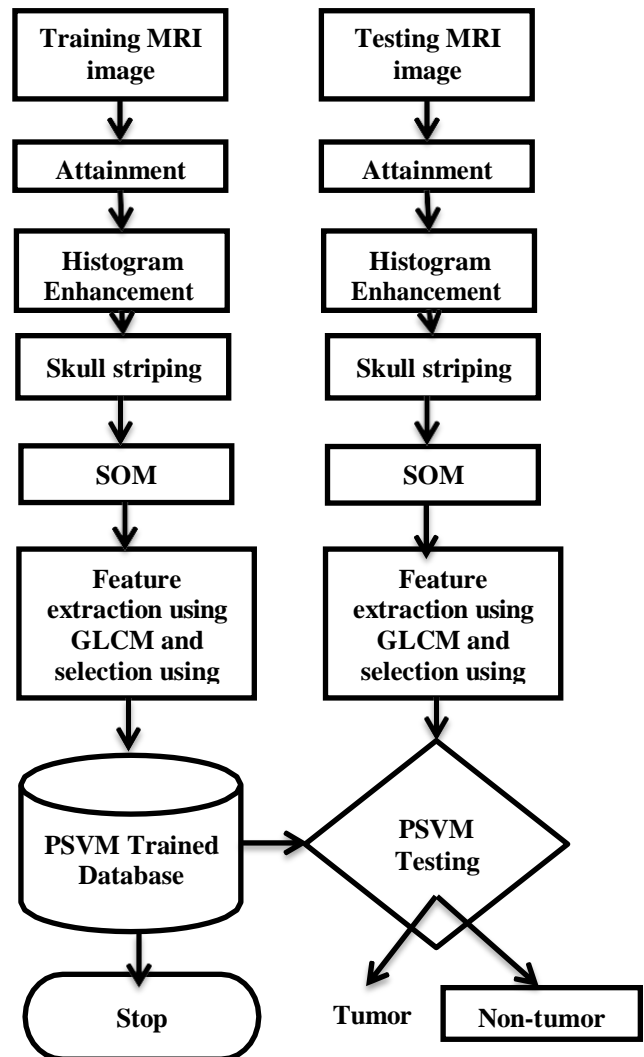 Training MRI
image
Attainment
Histogram
Enhancement
Skull striping
SOM
Feature
extraction using
GLCM and
selection using
PSVM Trained
Database
Stop
Testing MRI
image
Attainment
Histogram
Enhancement
Skull striping
SOM
Feature
extraction using
GLCM and
selection using
PSVM
Testing
Tumor
Non-tumor